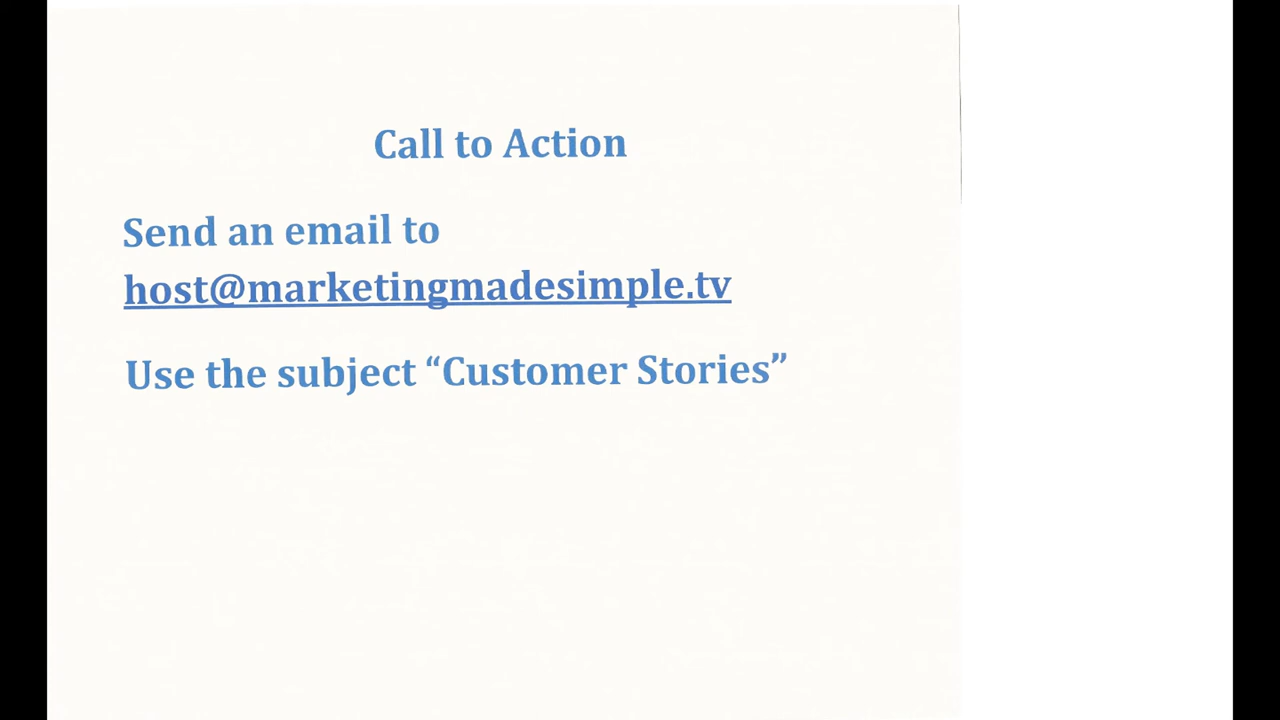 Call to Action
Send an email to
host@marketingmadesimple.tv
Use the subject “Customer Stories”